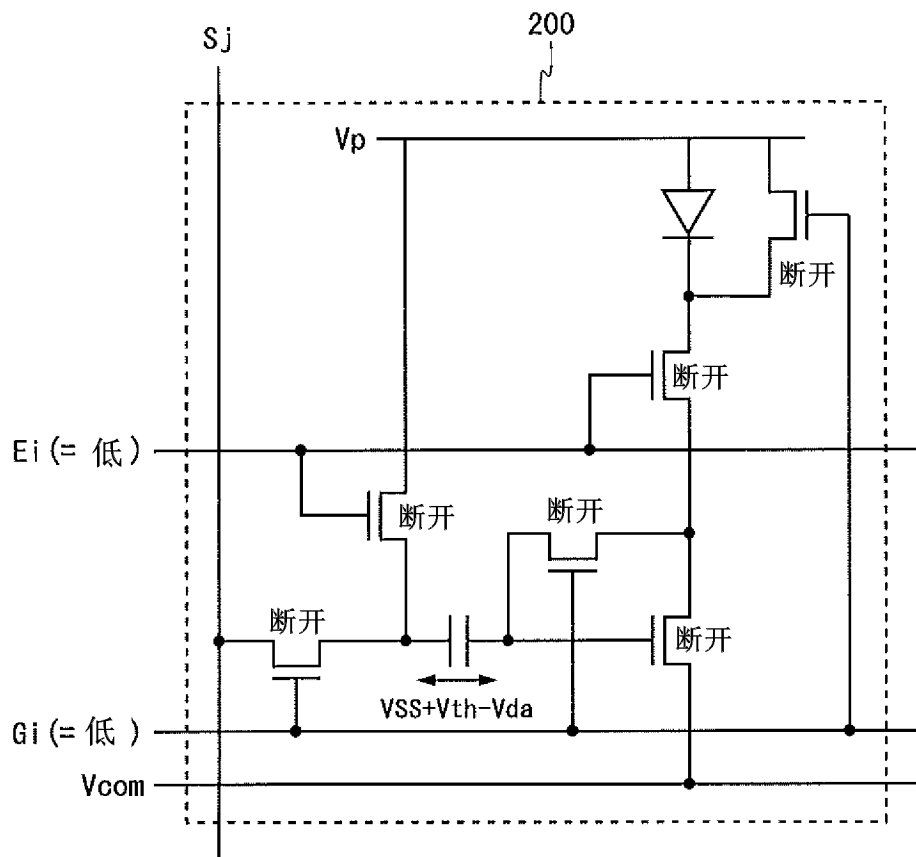 200
Sj
Vp
断开
断开
Ei(= 低)
断开
断开
断开
断开
VSS+Vth-Vda
Gi(= 低)
Vcom